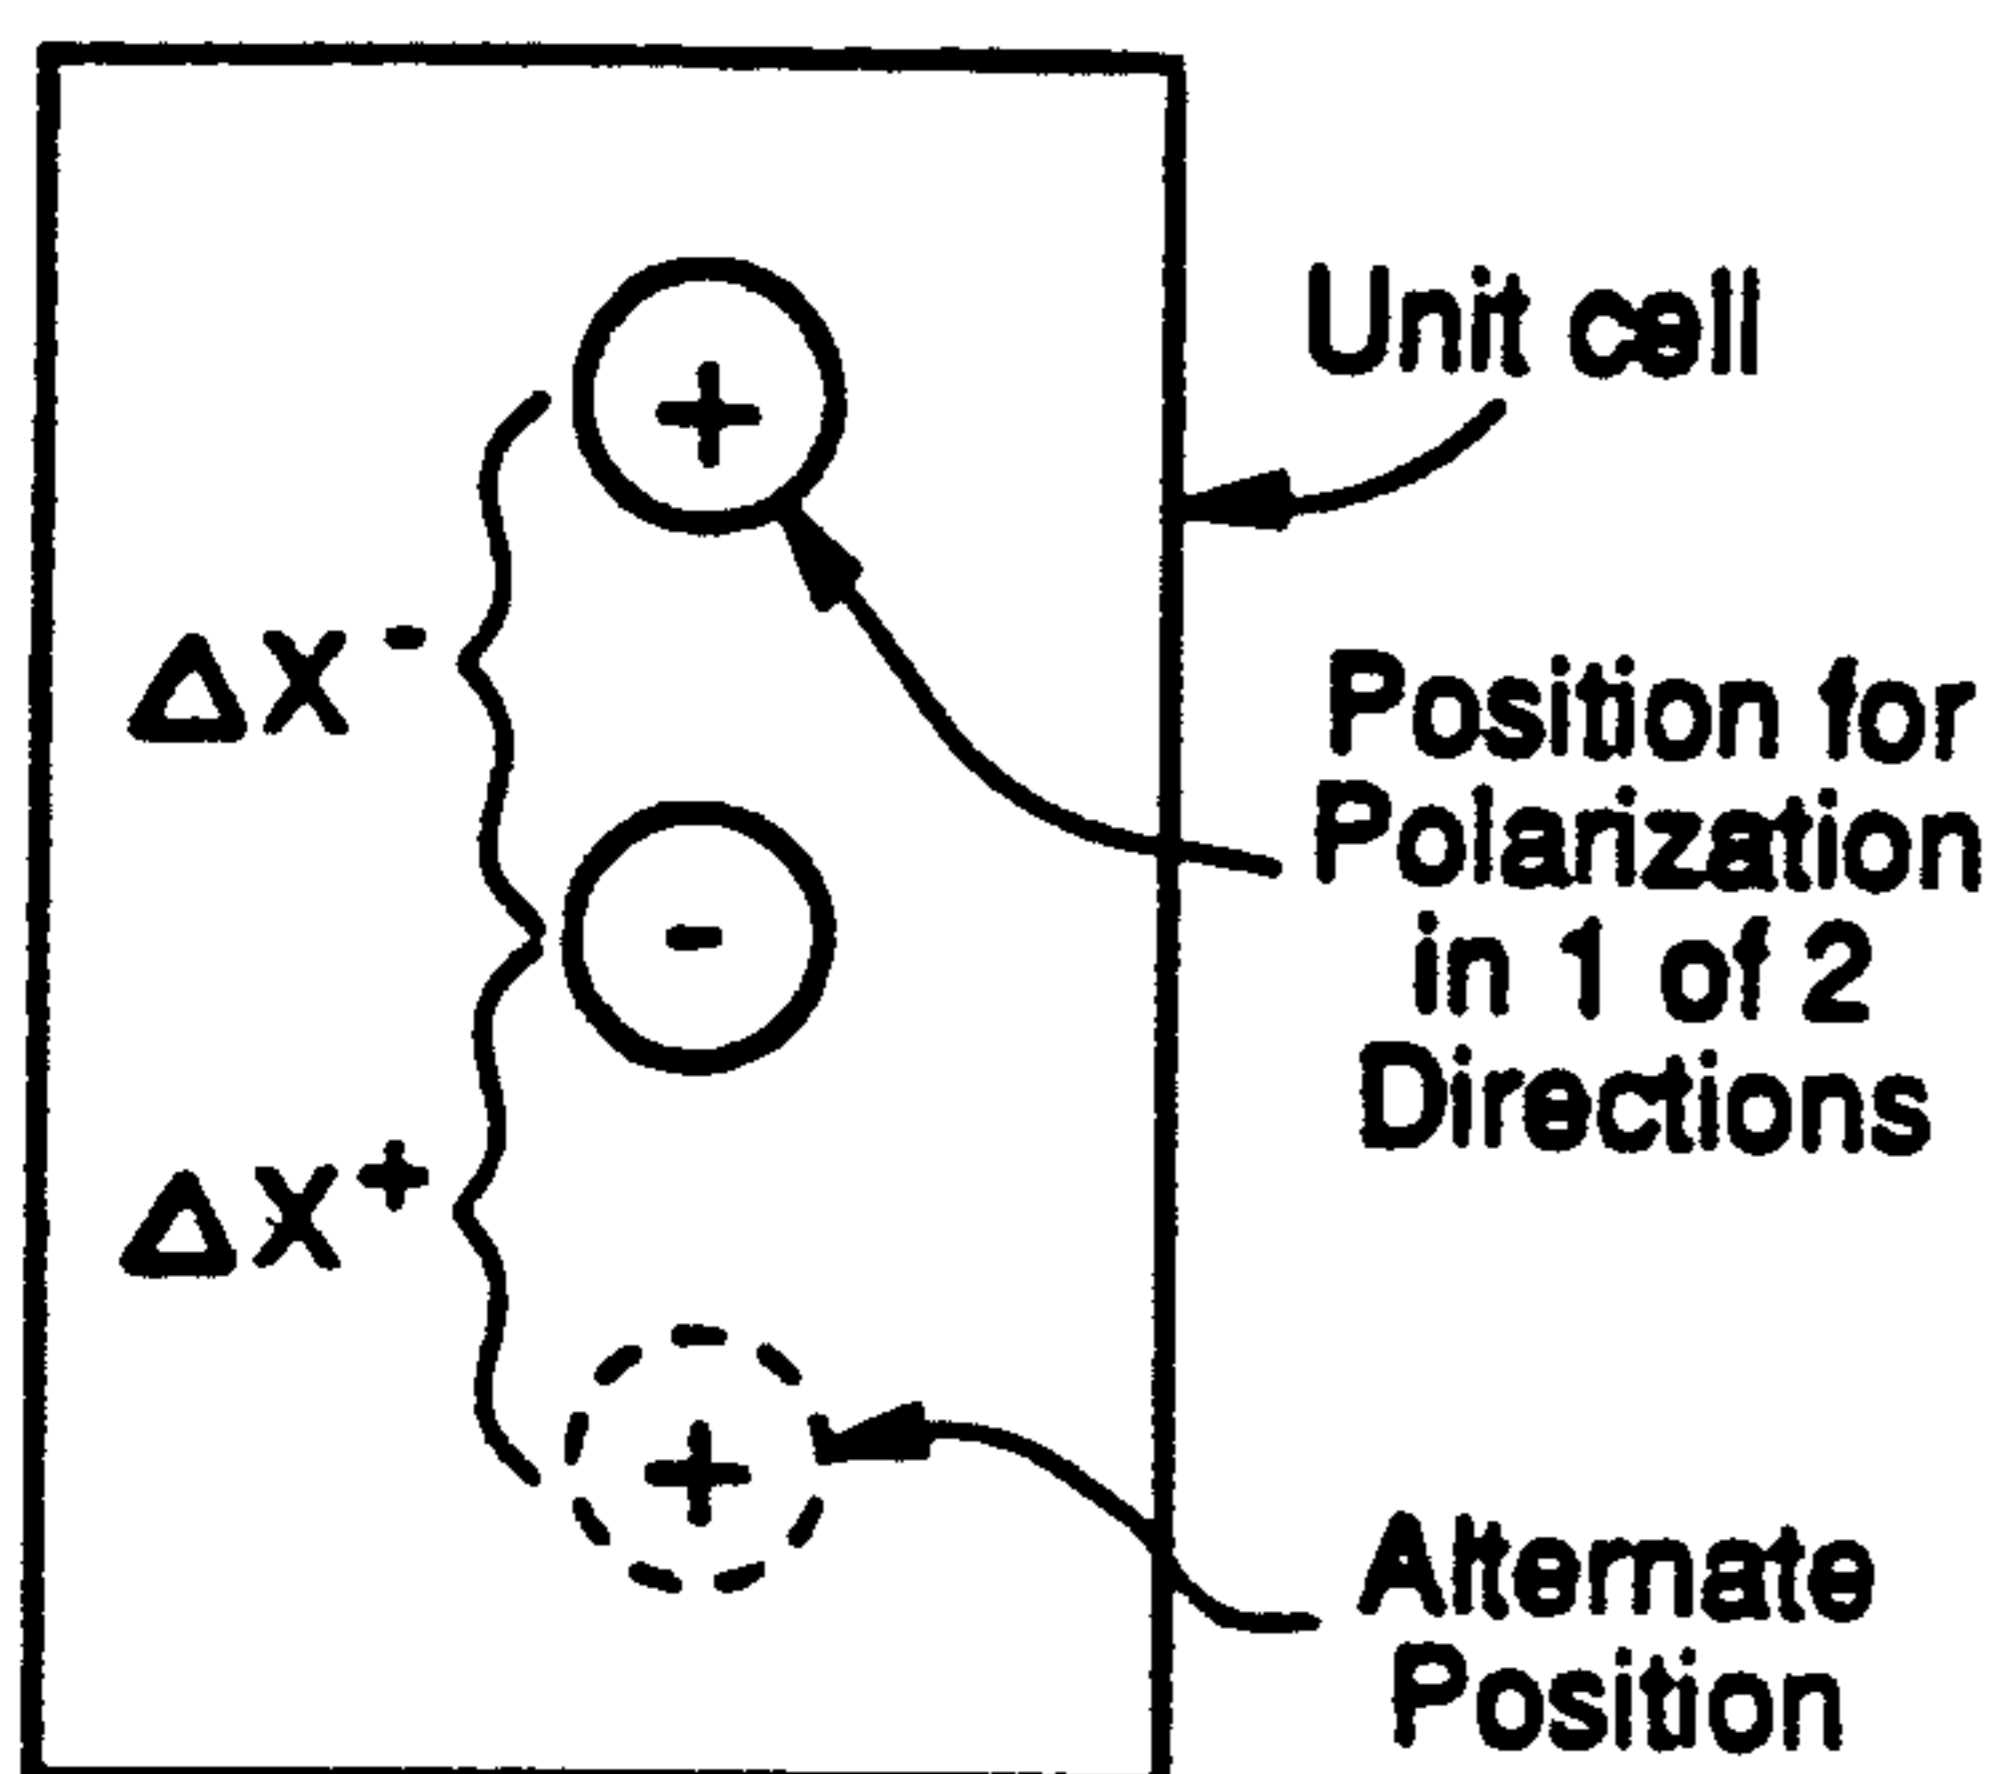 +
Unit cell
ΔX⁻
Position for
Polarization
in 1 of 2
Directions
-
ΔX⁺
+
Alternate
Position